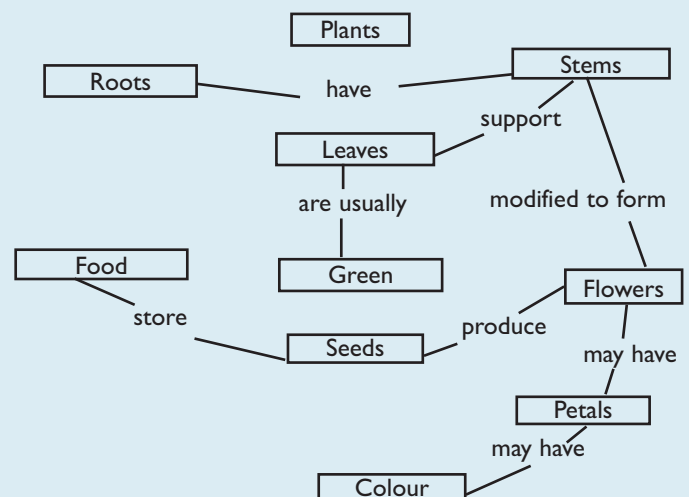 Plants
Roots
have
Stems
support
Leaves
are usually
modified to form
Food
Green
Flowers
store
produce
Seeds
may have
Petals
may have
Colour